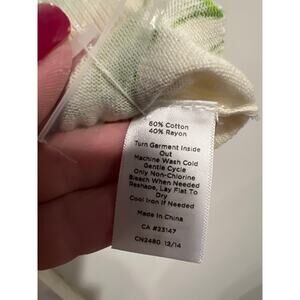 60% Cotton
40% Rayon
Turn Garment Inside
Out
Machine Wash Cold
Gentle Cycle
Only Non-Chlorine
Bleach When Needed
Reshape, Lay Flat To
Dry
Cool Iron If Needed
Made In China
CA #23147
CN2480 12/14